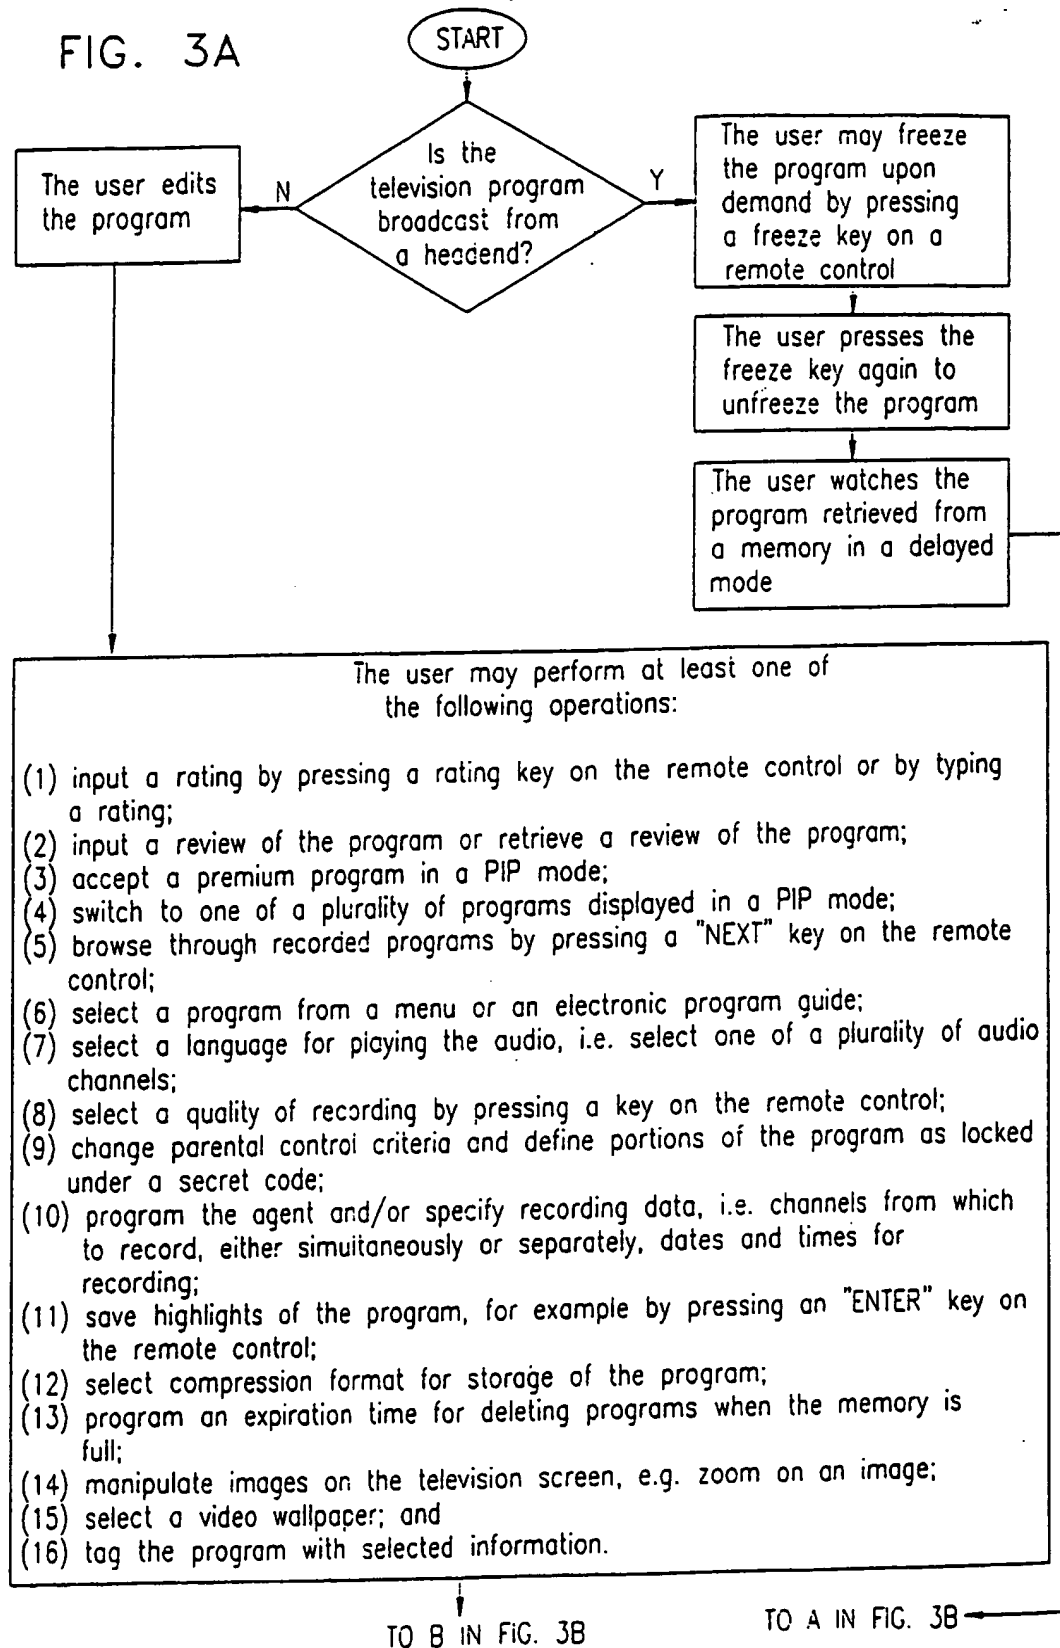 FIG. 3A
START
Is the
television program
broadcast from
a headend?
N
Y
The user edits
the program
The user may freeze
the program upon
demand by pressing
a freeze key on a
remote control
The user presses the
freeze key again to
unfreeze the program
The user watches the
program retrieved from
a memory in a delayed
mode
The user may perform at least one of
the following operations:
(1) input a rating by pressing a rating key on the remote control or by typing
a rating;
(2) input a review of the program or retrieve a review of the program;
(3) accept a premium program in a PIP mode;
(4) switch to one of a plurality of programs displayed in a PIP mode;
(5) browse through recorded programs by pressing a "NEXT" key on the remote
control;
(6) select a program from a menu or an electronic program guide;
(7) select a language for playing the audio, i.e. select one of a plurality of audio
channels;
(8) select a quality of recording by pressing a key on the remote control;
(9) change parental control criteria and define portions of the program as locked
under a secret code;
(10) program the agent and/or specify recording data, i.e. channels from which
to record, either simultaneously or separately, dates and times for
recording;
(11) save highlights of the program, for example by pressing an "ENTER" key on
the remote control;
(12) select compression format for storage of the program;
(13) program an expiration time for deleting programs when the memory is
full;
(14) manipulate images on the television screen, e.g. zoom on an image;
(15) select a video wallpaper; and
(16) tag the program with selected information.
TO B IN FIG. 3B
TO A IN FIG. 3B